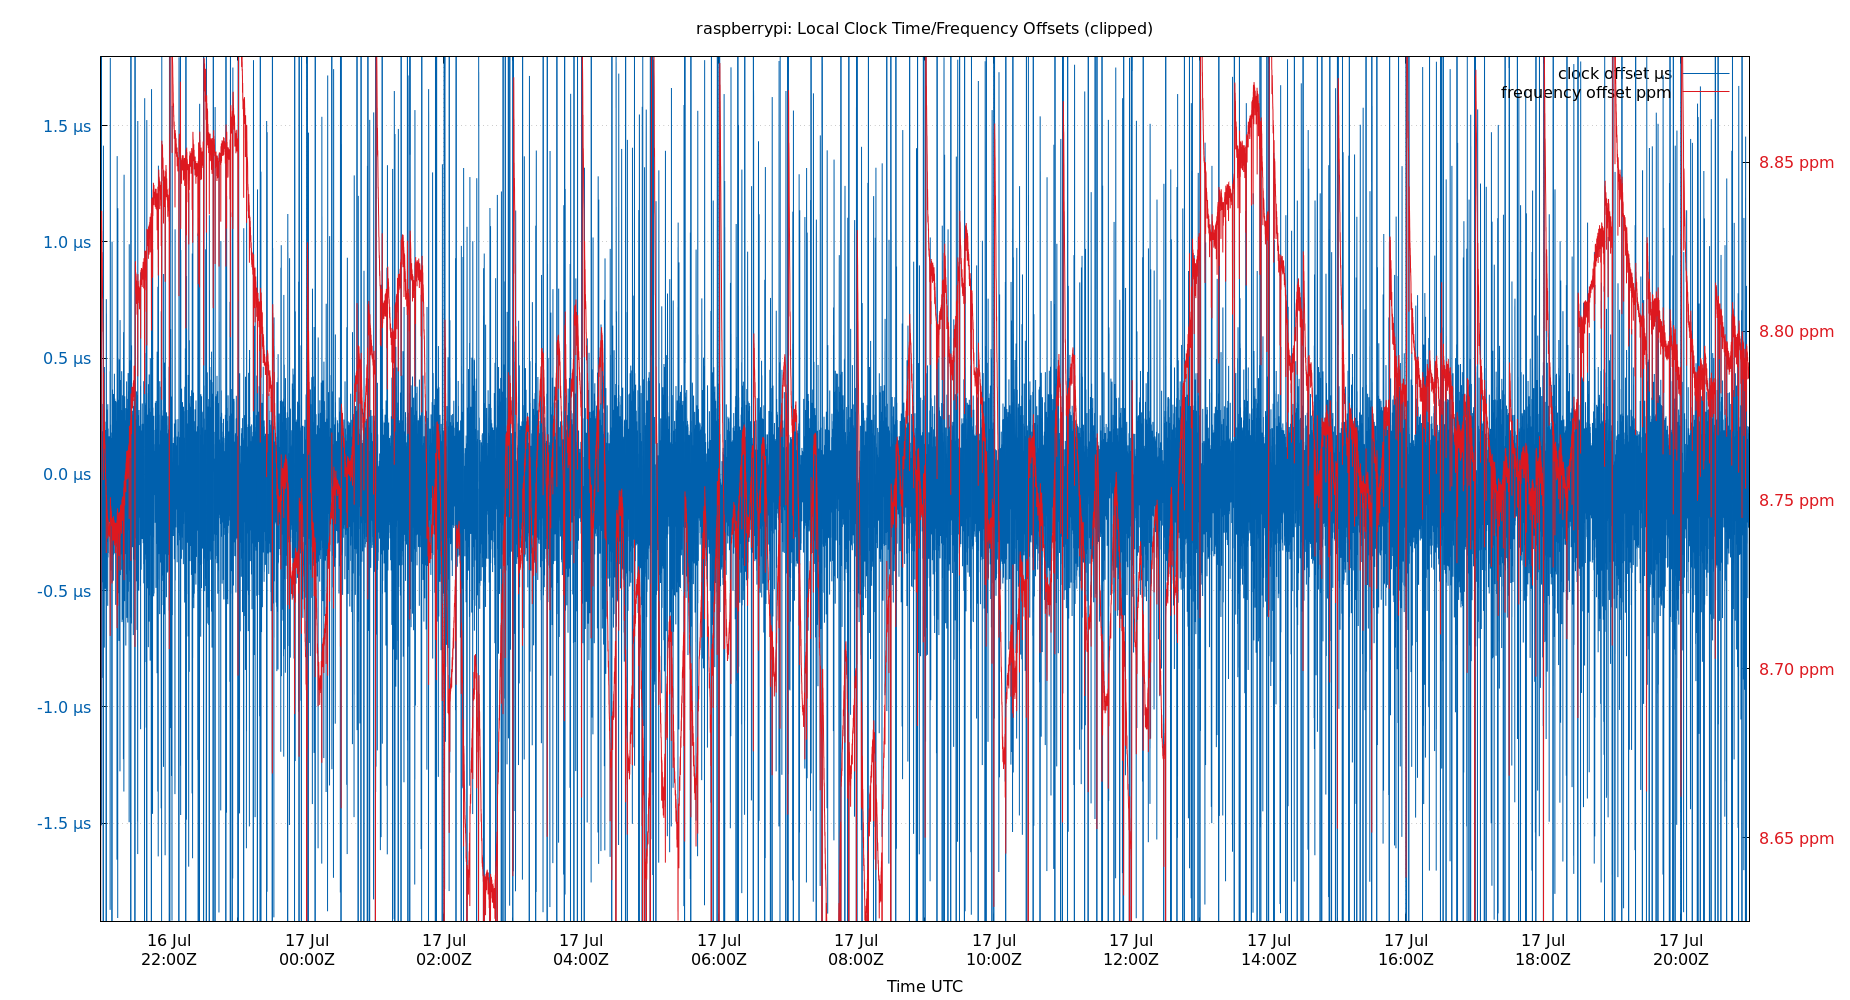 raspberrypi: Local Clock Time/Frequency Offsets (clipped)
clock offset µs
frequency offset ppm
1.5 µs
1.0 µs
0.5 µs
0.0 µs
-0.5 µs
-1.0 µs
-1.5 µs
8.85 ppm
8.80 ppm
8.75 ppm
8.70 ppm
8.65 ppm
16 Jul 17 Jul 17 Jul 17 Jul 17 Jul 17 Jul 17 Jul 17 Jul 17 Jul 17 Jul 17 Jul 17 Jul
22:00Z 00:00Z 02:00Z 04:00Z 06:00Z 08:00Z 10:00Z 12:00Z 14:00Z 16:00Z 18:00Z 20:00Z
Time UTC